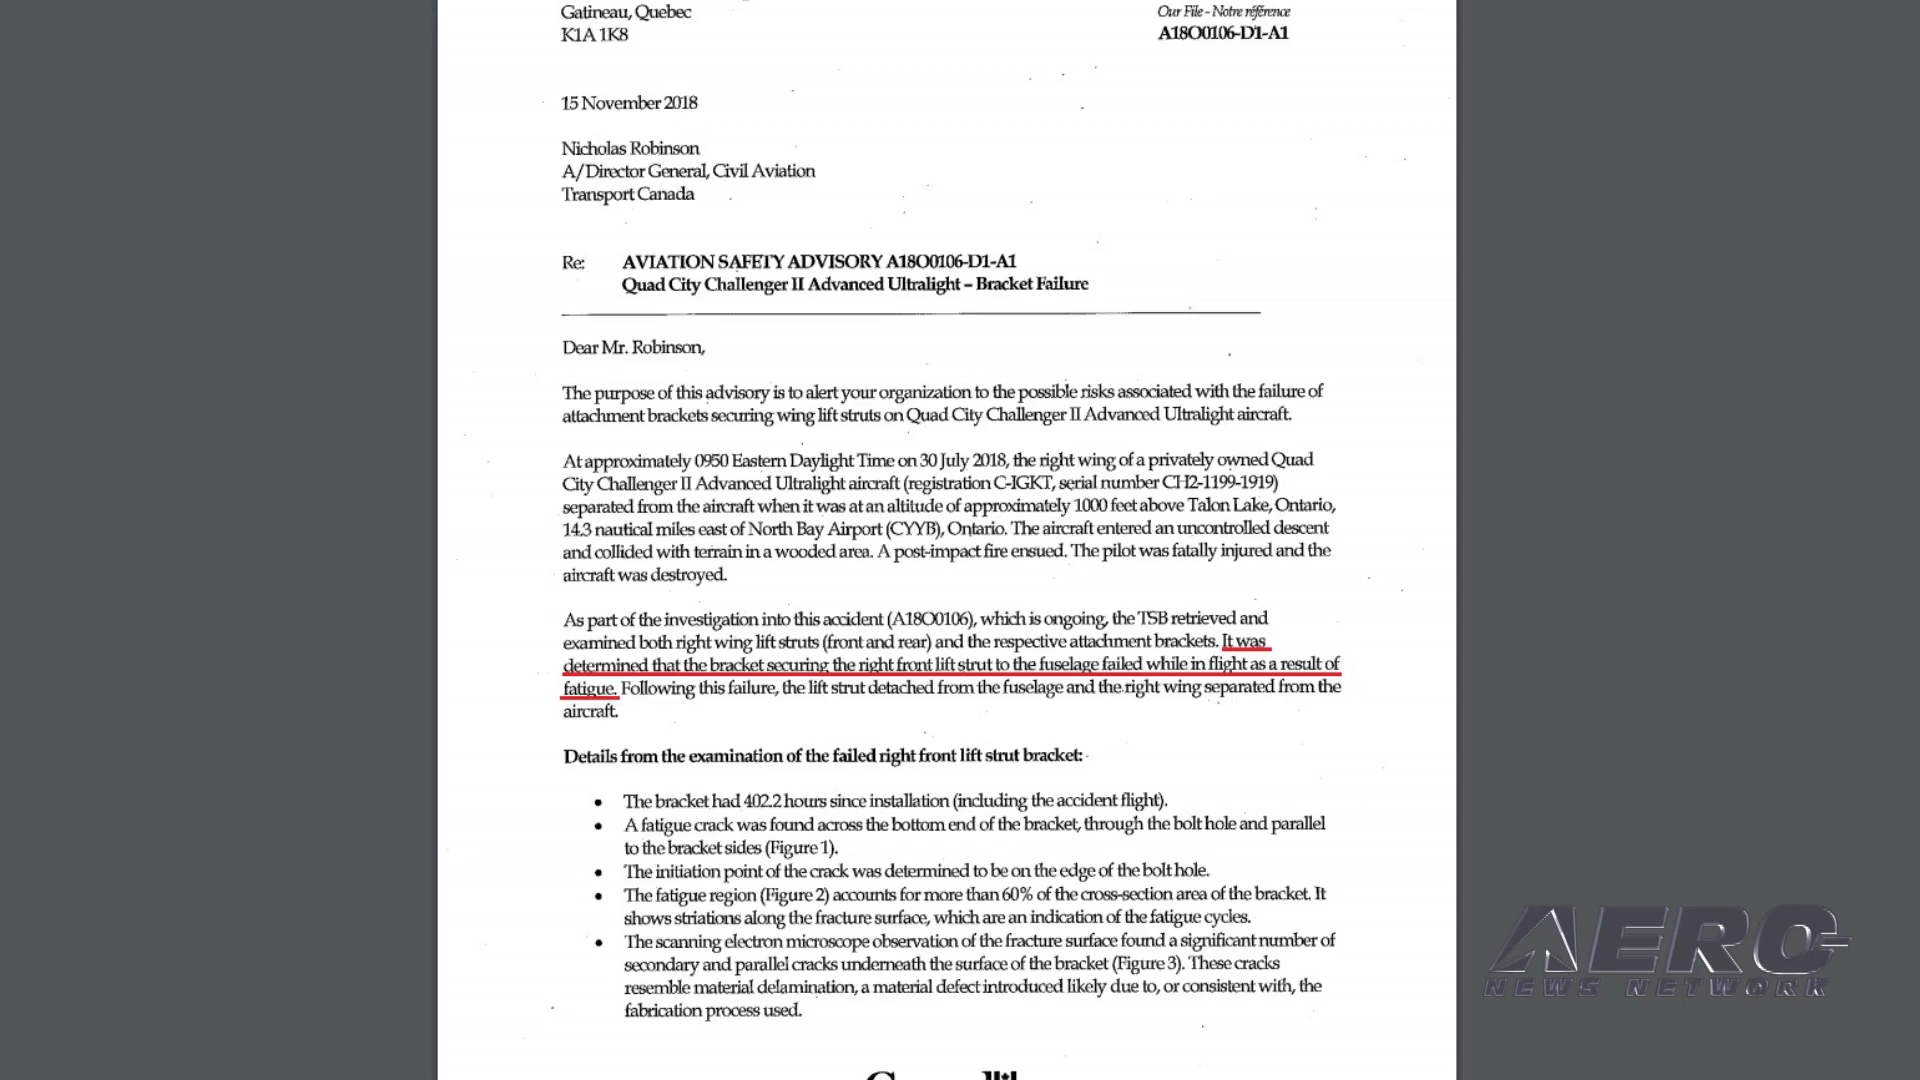 Gatineau, Quebec
K1A 1K8
Our File - Notre référence
A18O0106-D1-A1
15 November 2018
Nicholas Robinson
A/Director General, Civil Aviation
Transport Canada
Re: AVIATION SAFETY ADVISORY A18O0106-D1-A1
Quad City Challenger II Advanced Ultralight – Bracket Failure
Dear Mr. Robinson,
The purpose of this advisory is to alert your organization to the possible risks associated with the failure of
attachment brackets securing wing lift struts on Quad City Challenger II Advanced Ultralight aircraft.
At approximately 0950 Eastern Daylight Time on 30 July 2018, the right wing of a privately owned Quad
City Challenger II Advanced Ultralight aircraft (registration C-IGKT, serial number CH2-1199-1919)
separated from the aircraft when it was at an altitude of approximately 1000 feet above Talon Lake, Ontario,
14.3 nautical miles east of North Bay Airport (CYYB), Ontario. The aircraft entered an uncontrolled descent
and collided with terrain in a wooded area. A post-impact fire ensued. The pilot was fatally injured and the
aircraft was destroyed.
As part of the investigation into this accident (A18O0106), which is ongoing, the TSB retrieved and
examined both right wing lift struts (front and rear) and the respective attachment brackets. It was
determined that the bracket securing the right front lift strut to the fuselage failed while in flight as a result of
fatigue. Following this failure, the lift strut detached from the fuselage and the right wing separated from the
aircraft.
Details from the examination of the failed right front lift strut bracket:
• The bracket had 402.2 hours since installation (including the accident flight).
• A fatigue crack was found across the bottom end of the bracket, through the bolt hole and parallel
to the bracket sides (Figure 1).
• The initiation point of the crack was determined to be on the edge of the bolt hole.
• The fatigue region (Figure 2) accounts for more than 60% of the cross-section area of the bracket. It
shows striations along the fracture surface, which are an indication of the fatigue cycles.
• The scanning electron microscope observation of the fracture surface found a significant number of
secondary and parallel cracks underneath the surface of the bracket (Figure 3). These cracks
resemble material delamination, a material defect introduced likely due to, or consistent with, the
fabrication process used.
AERO
NEWS NETWORK